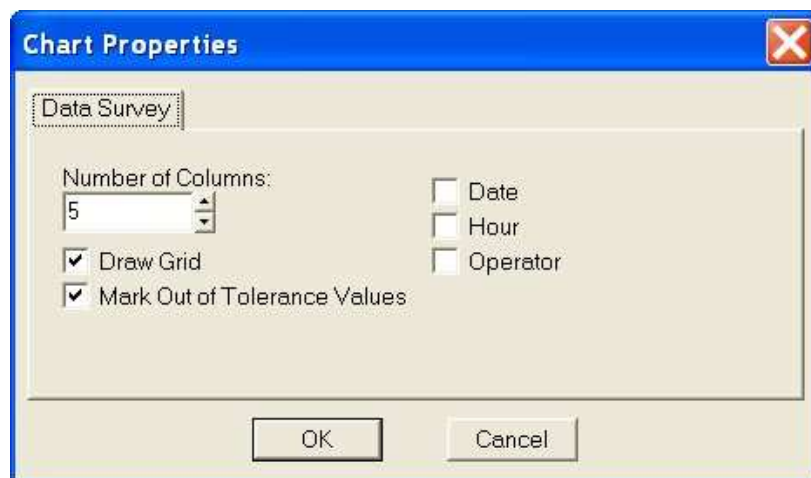 Chart Properties
Data Survey
Number of Columns:
5
Draw Grid
Mark Out of Tolerance Values
Date
Hour
Operator
OK
Cancel